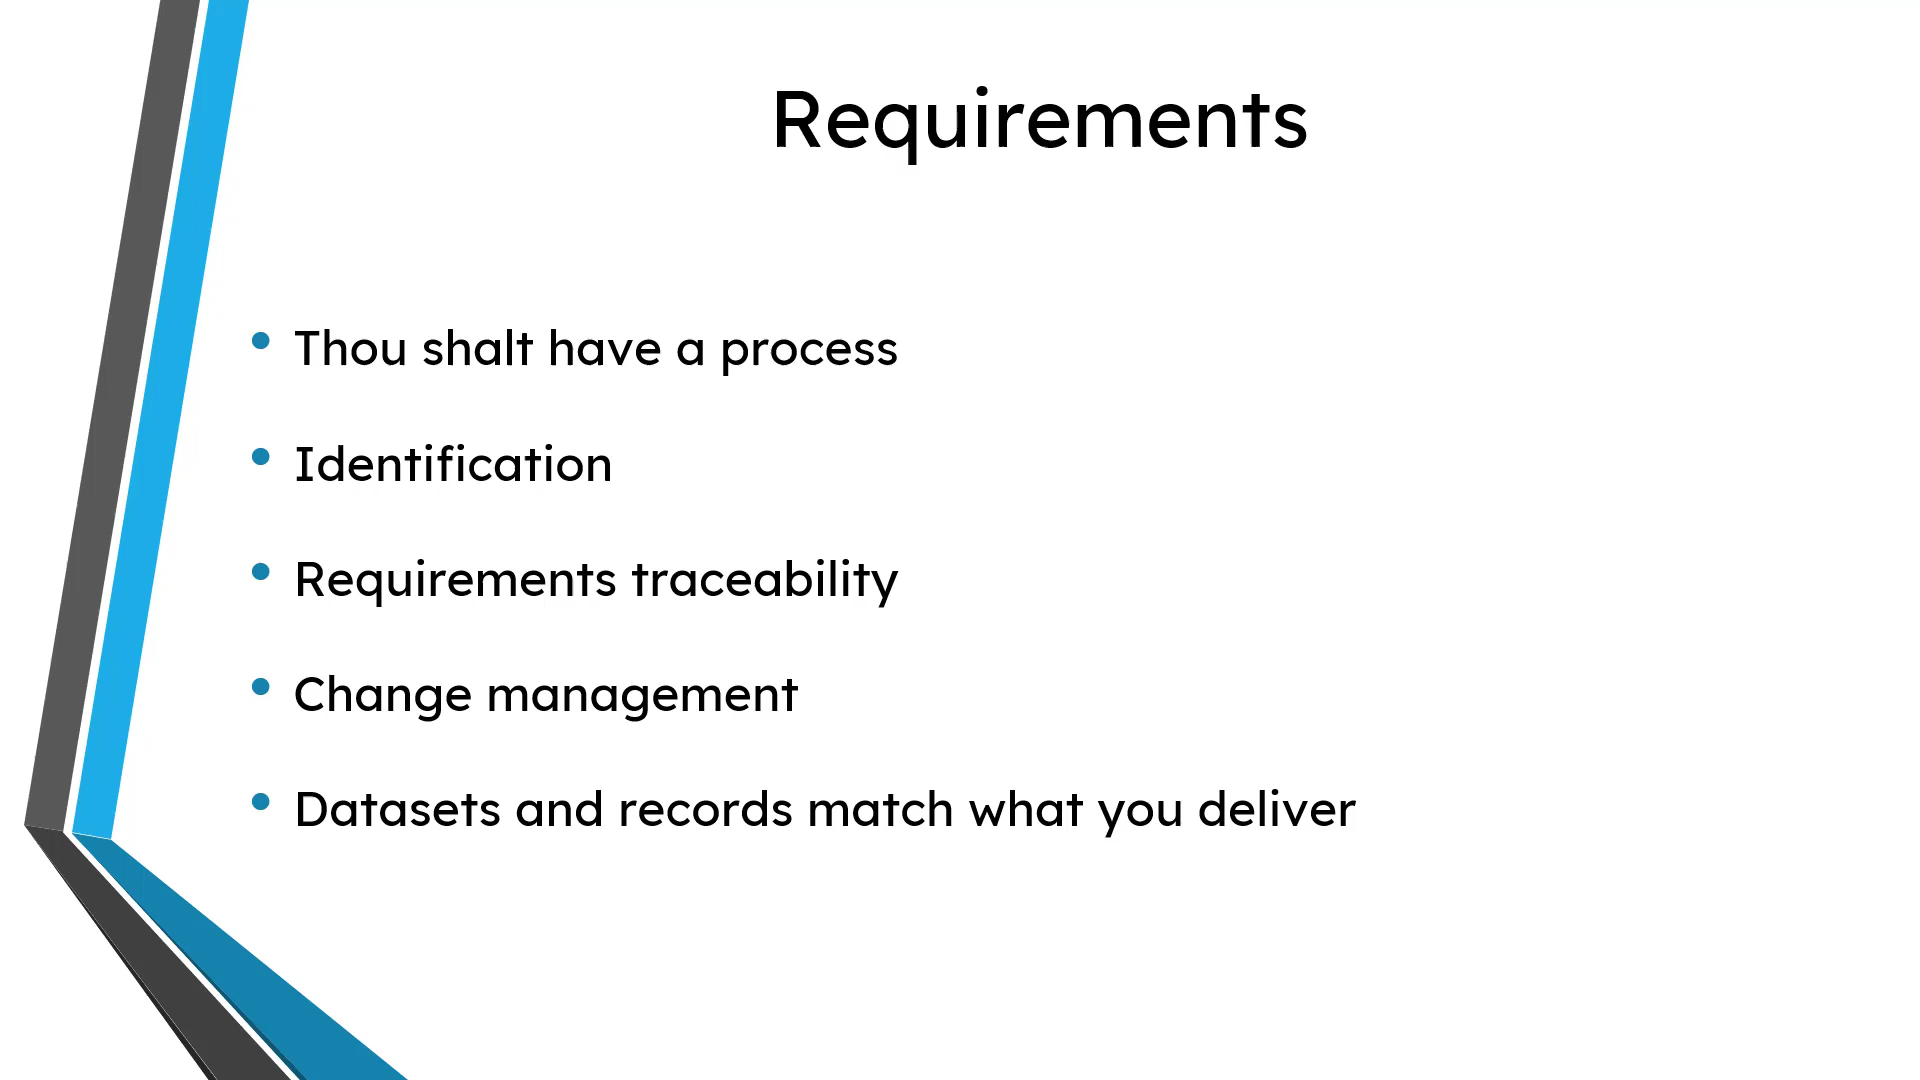 Requirements
• Thou shalt have a process
• Identification
• Requirements traceability
• Change management
• Datasets and records match what you deliver